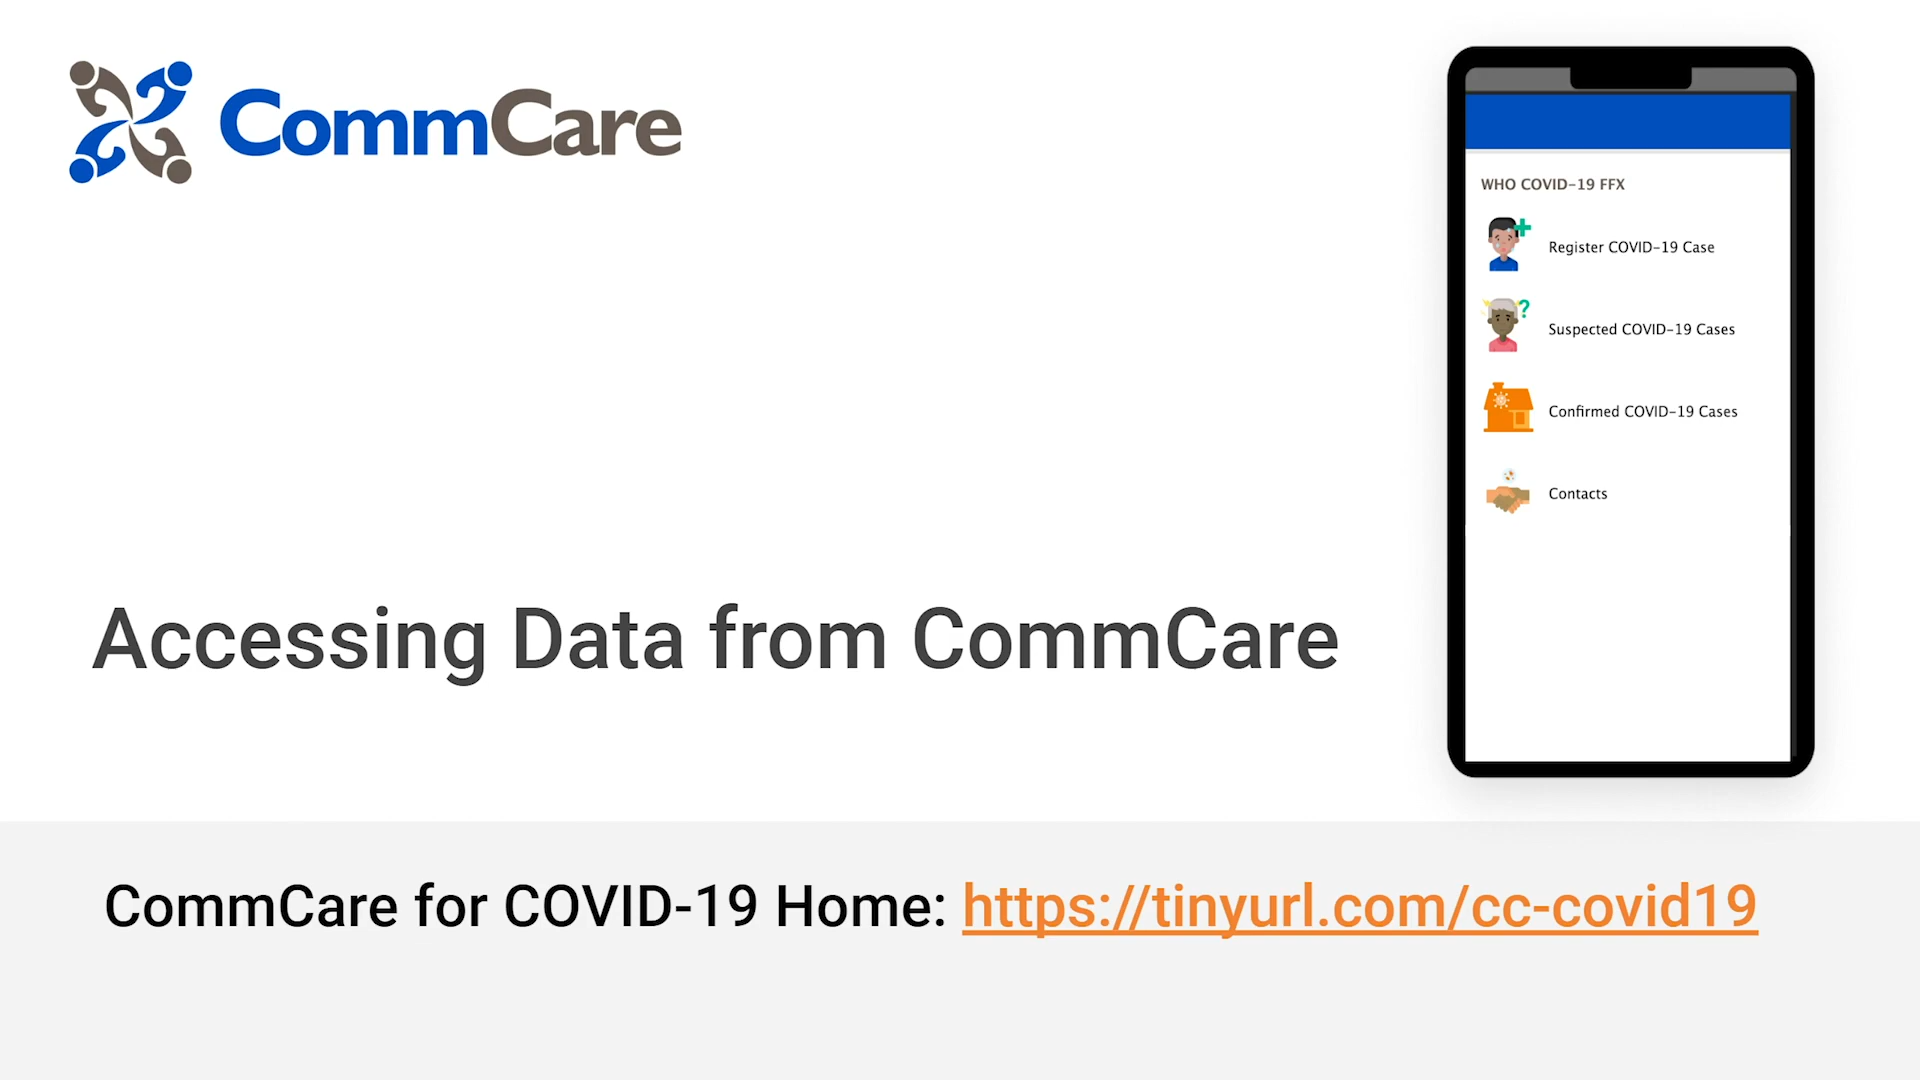 CommCare
WHO COVID-19 FFX
Register COVID-19 Case
Suspected COVID-19 Cases
Confirmed COVID-19 Cases
Contacts
Accessing Data from CommCare
CommCare for COVID-19 Home: https://tinyurl.com/cc-covid19